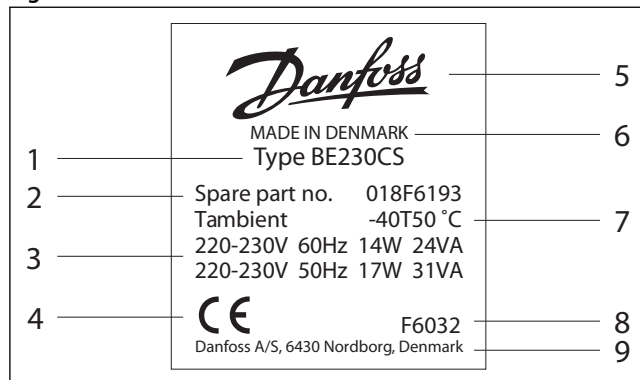 Danfoss
5
MADE IN DENMARK
6
1
Type BE230CS
2
Spare part no. 018F6193
Tambient -40T50 °C
7
220-230V 60Hz 14W 24VA
3
220-230V 50Hz 17W 31VA
4
CE
F6032
8
Danfoss A/S, 6430 Nordborg, Denmark
9